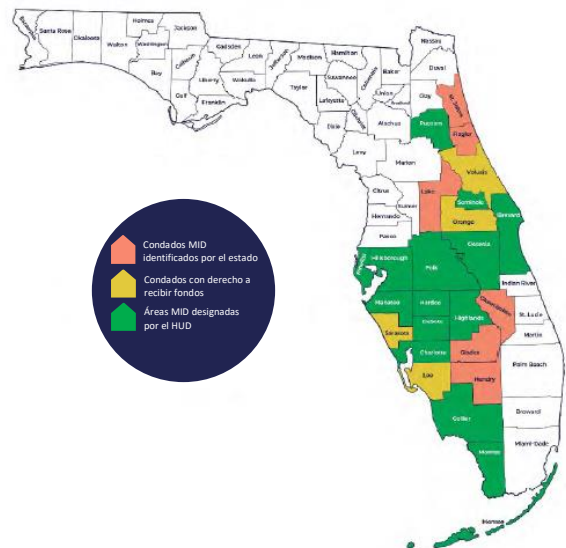 Holmes
Jackson
Santa Rosa
Okaloosa
Walton
Washington
Bay
Calhoun
Gulf
Gadsden
Liberty
Franklin
Leon
Wakulla
Jefferson
Madison
Taylor
Hamilton
Suwannee
Lafayette
Dixie
Columbia
Baker
Union
Nassau
Duval
Clay
St. Johns
Alachua
Putnam
Flagler
Levy
Marion
Volusia
Citrus
Lake
Sumter
Seminole
Hernando
Orange
Brevard
Pasco
Osceola
Pinellas
Hillsborough
Polk
Indian River
Manatee
Hardee
Okeechobee
St. Lucie
Highlands
Martin
Sarasota
Charlotte
Glades
Lee
Hendry
Palm Beach
Collier
Broward
Monroe
Miami-Dade
Monroe
Condados MID
identificados por el estado
Condados con derecho a
recibir fondos
Áreas MID designadas
por el HUD